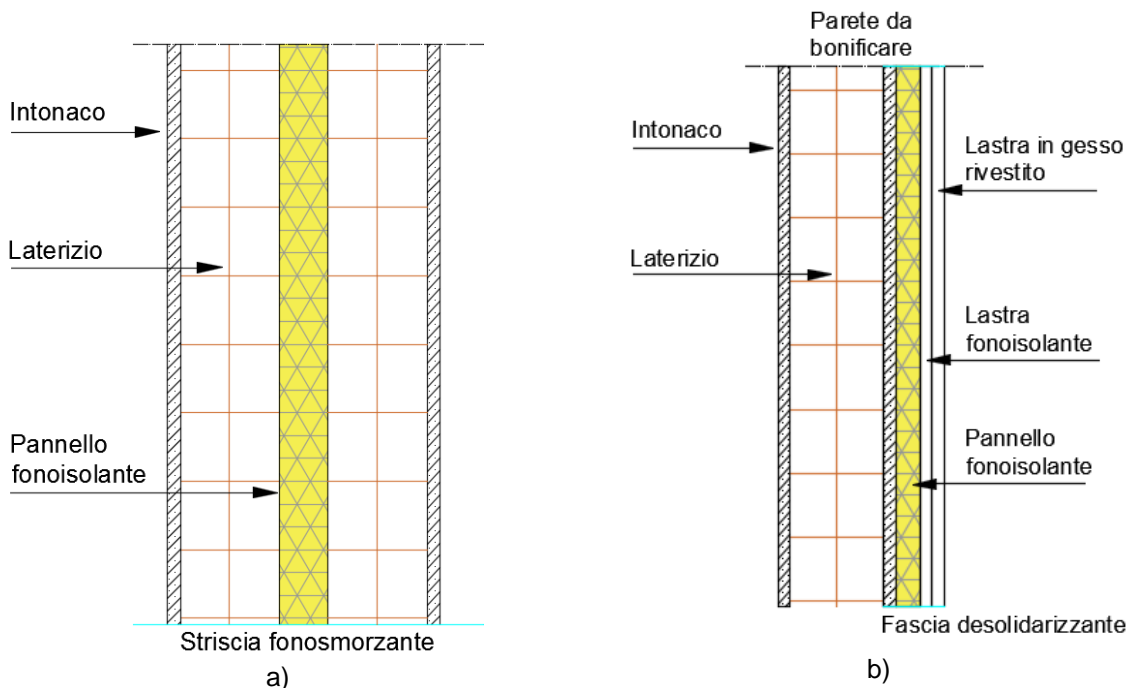 Intonaco
Laterizio
Pannello
fonoisolante
Striscia fonosmorzante
a)
Parete da
bonificare
Intonaco
Laterizio
Lastra in gesso
rivestito
Lastra
fonoisolante
Pannello
fonoisolante
Fascia desolidarizzante
b)